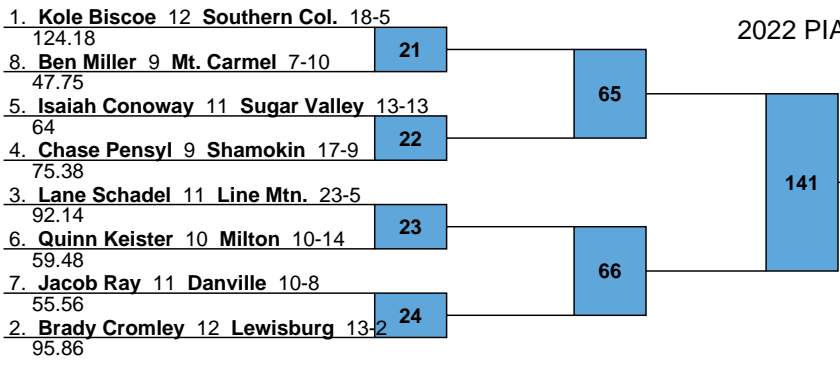 1. Kole Biscoe 12 Southern Col. 18-5
124.18
8. Ben Miller 9 Mt. Carmel 7-10
47.75
5. Isaiah Conoway 11 Sugar Valley 13-13
64
4. Chase Pensyl 9 Shamokin 17-9
75.38
3. Lane Schadel 11 Line Mtn. 23-5
92.14
6. Quinn Keister 10 Milton 10-14
59.48
7. Jacob Ray 11 Danville 10-8
55.56
2. Brady Cromley 12 Lewisburg 13-2
95.86
21
22
23
24
65
66
141
2022 PIA